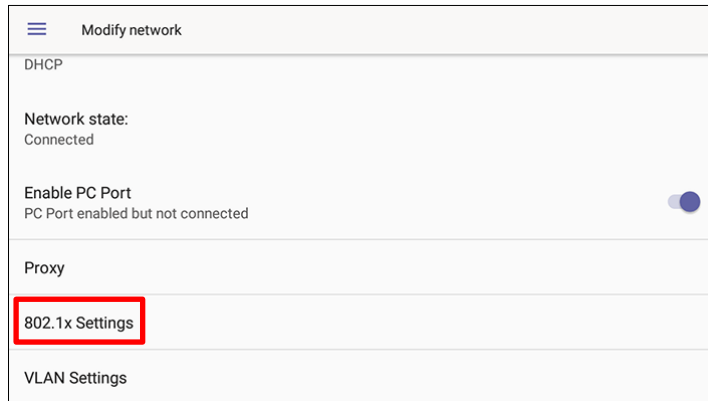 Modify network
DHCP
Network state:
Connected
Enable PC Port
PC Port enabled but not connected
Proxy
802.1x Settings
VLAN Settings